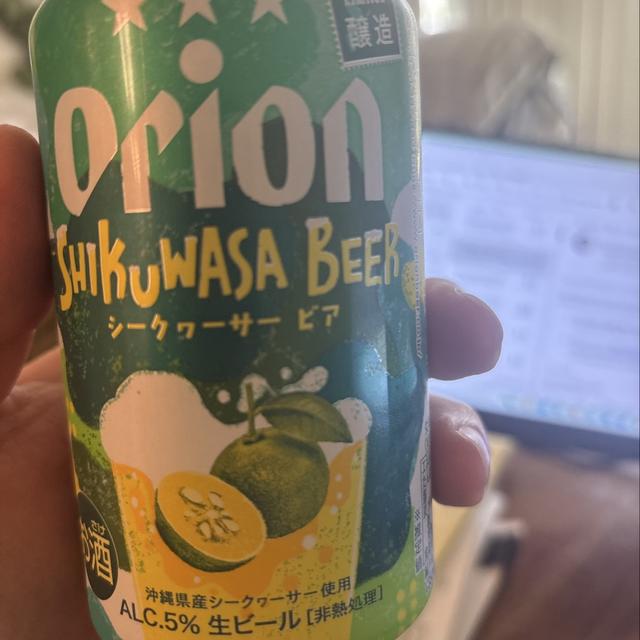 醸造
Orion
SHIKUWASA BEER
シークヮーサー ビア
お酒
沖縄県産シークヮーサー使用
ALC.5% 生ビール [非熱処理]